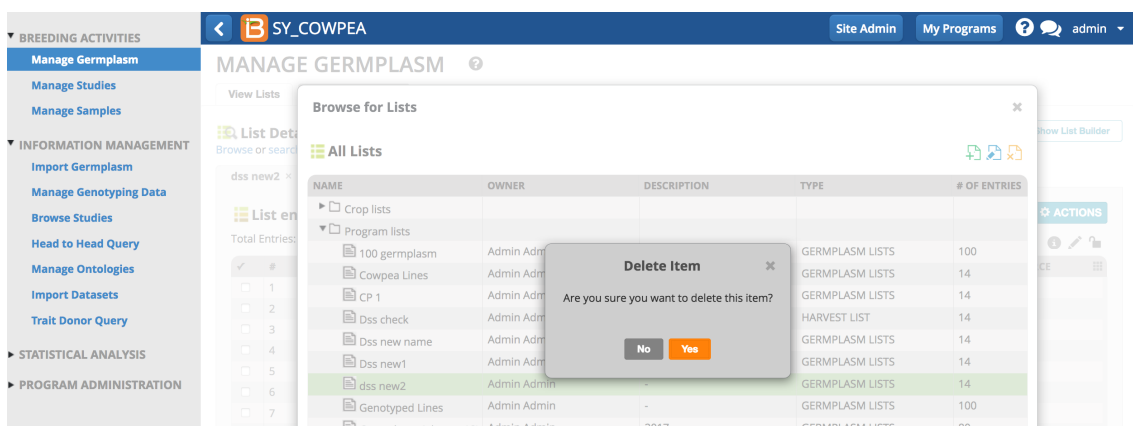 BREEDING ACTIVITIES
Manage Germplasm
Manage Studies
Manage Samples
INFORMATION MANAGEMENT
Import Germplasm
Manage Genotyping Data
Browse Studies
Head to Head Query
Manage Ontologies
Import Datasets
Trait Donor Query
STATISTICAL ANALYSIS
PROGRAM ADMINISTRATION
SY_COWPEA
Site Admin My Programs ? admin
MANAGE GERMPLASM ?
View Lists
List Deta
Browse or search
Show List Builder
dss new2 ×
List en
ACTIONS
Total Entries:
# CE
1
2
3
4
5
6
7
Browse for Lists ×
All Lists
NAME OWNER DESCRIPTION TYPE # OF ENTRIES
Crop lists
Program lists
100 germplasm Admin Adm GERMPLASM LISTS 100
Cowpea Lines Admin Adm GERMPLASM LISTS 14
CP 1 Admin Adm GERMPLASM LISTS 14
Dss check Admin Adm HARVEST LIST 14
Dss new name Admin Adm GERMPLASM LISTS 14
Dss new1 Admin Adm GERMPLASM LISTS 14
dss new2 Admin Admin - GERMPLASM LISTS 14
Genotyped Lines Admin Admin - GERMPLASM LISTS 100
Delete Item ×
Are you sure you want to delete this item?
No Yes